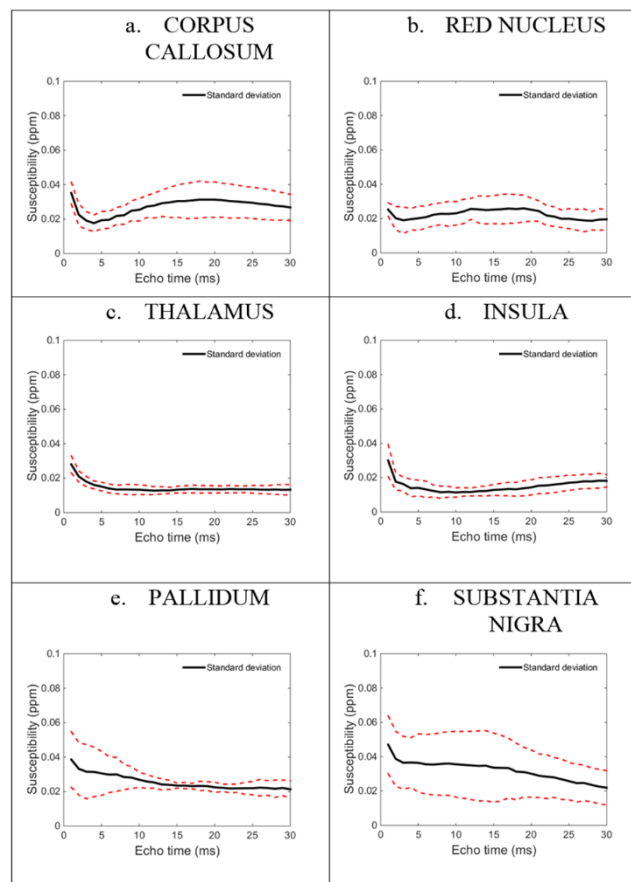 a. CORPUS
CALLOSUM
0.1
0.08
0.06
0.04
0.02
0
Susceptibility (ppm)
Standard deviation
0 5 10 15 20 25 30
Echo time (ms)
b. RED NUCLEUS
0.1
0.08
0.06
0.04
0.02
0
Susceptibility (ppm)
Standard deviation
0 5 10 15 20 25 30
Echo time (ms)
c. THALAMUS
0.1
0.08
0.06
0.04
0.02
0
Susceptibility (ppm)
Standard deviation
0 5 10 15 20 25 30
Echo time (ms)
d. INSULA
0.1
0.08
0.06
0.04
0.02
0
Susceptibility (ppm)
Standard deviation
0 5 10 15 20 25 30
Echo time (ms)
e. PALLIDUM
0.1
0.08
0.06
0.04
0.02
0
Susceptibility (ppm)
Standard deviation
0 5 10 15 20 25 30
Echo time (ms)
f. SUBSTANTIA
NIGRA
0.1
0.08
0.06
0.04
0.02
0
Susceptibility (ppm)
Standard deviation
0 5 10 15 20 25 30
Echo time (ms)